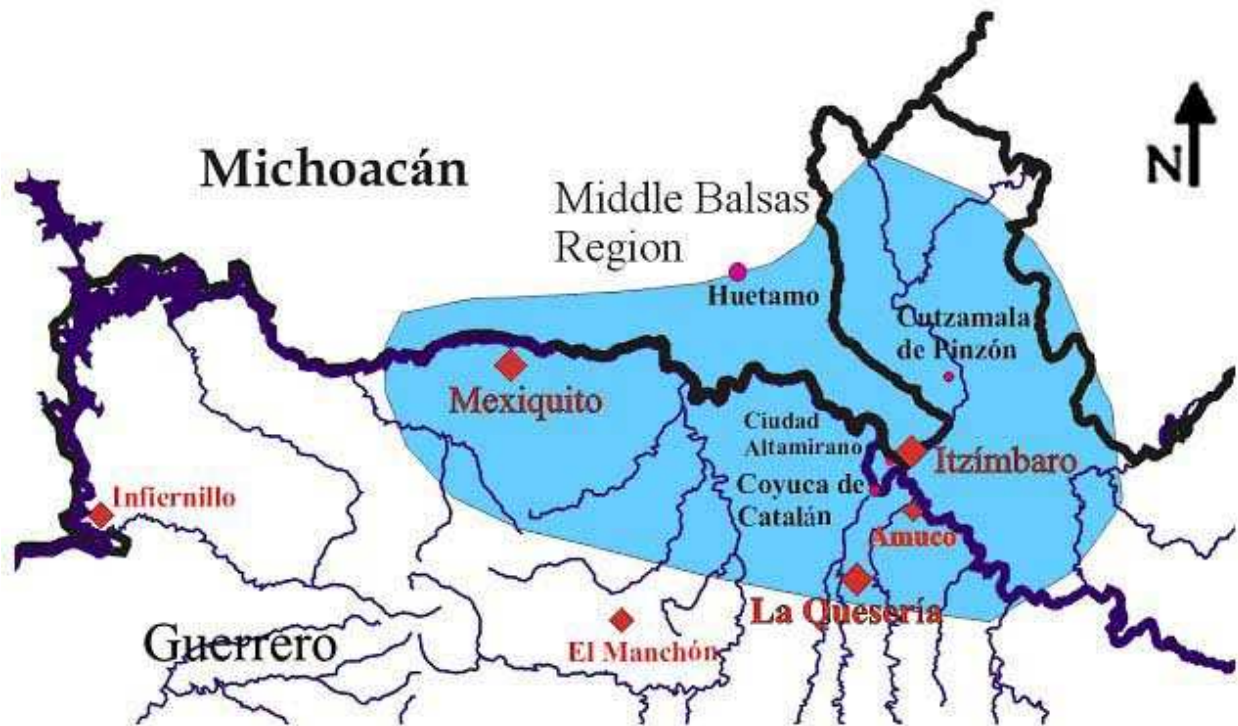 Michoacán
N
Middle Balsas
Region
Huetamo
Cutzamala
de Pinzón
Mexiquito
Ciudad
Altamirano
Itzímbaro
Coyuca de
Catalán
Infiernillo
Amuco
La Quesería
Guerrero
El Manchón